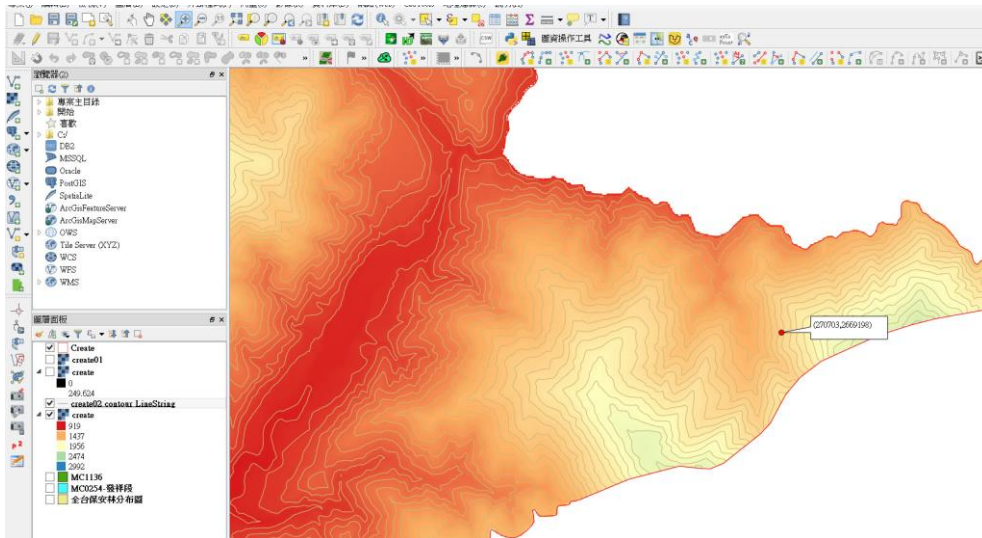 圖資操作工具
CSW
瀏覽器(2)
專案主目錄
開始
喜歡
C:/
DB2
MSSQL
Oracle
PostGIS
SpatiaLite
ArcGisFeatureServer
ArcGisMapServer
OWS
Tile Server (XYZ)
WCS
WFS
WMS
圖層面板
Create
create01
create
0
249.624
create02 contour LineString
create
919
1437
1956
2474
2992
MC1136
MC0254-發祥段
全台保安林分布圖
(270703,2669198)